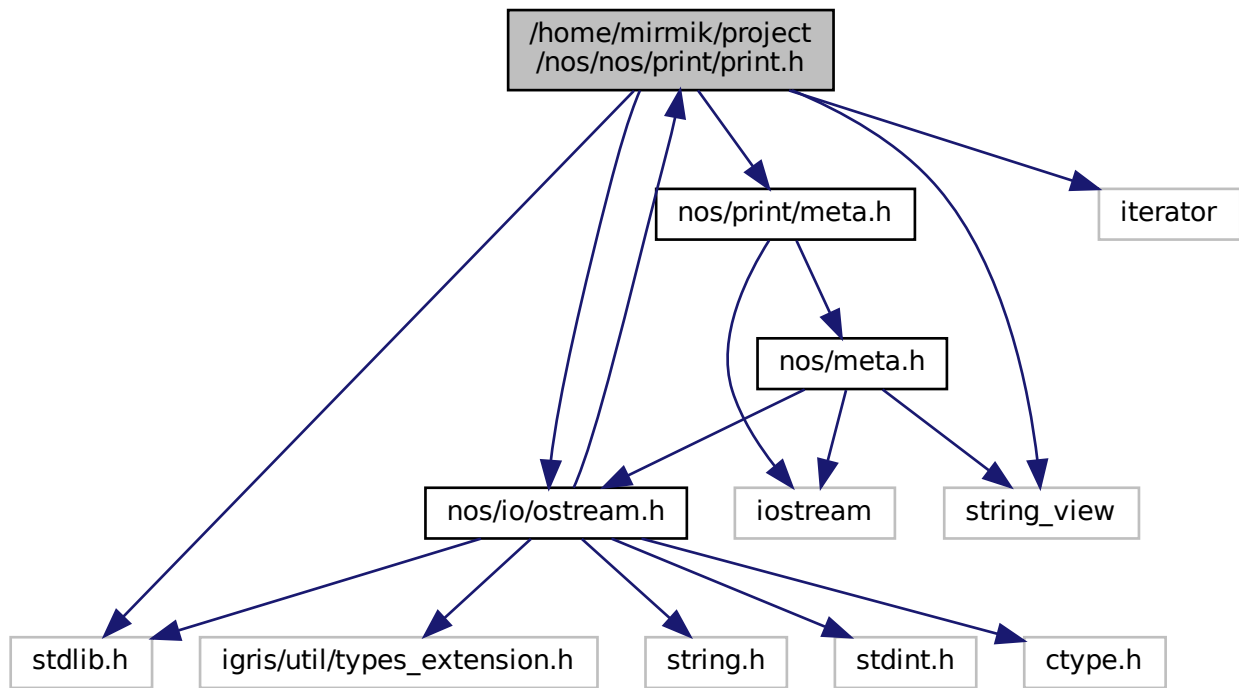 /home/mirmik/project
/nos/nos/print/print.h
nos/print/meta.h
iterator
nos/meta.h
nos/io/ostream.h
iostream
string_view
stdlib.h
igris/util/types_extension.h
string.h
stdint.h
ctype.h